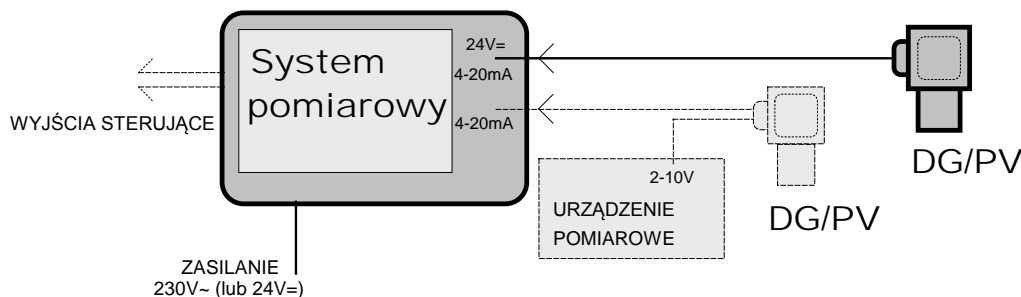 System
pomiarowy
24V=
4-20mA
4-20mA
WYJŚCIA STERUJĄCE
DG/PV
2-10V
URZĄDZENIE
POMIAROWE
DG/PV
ZASILANIE
230V~ (lub 24V=)